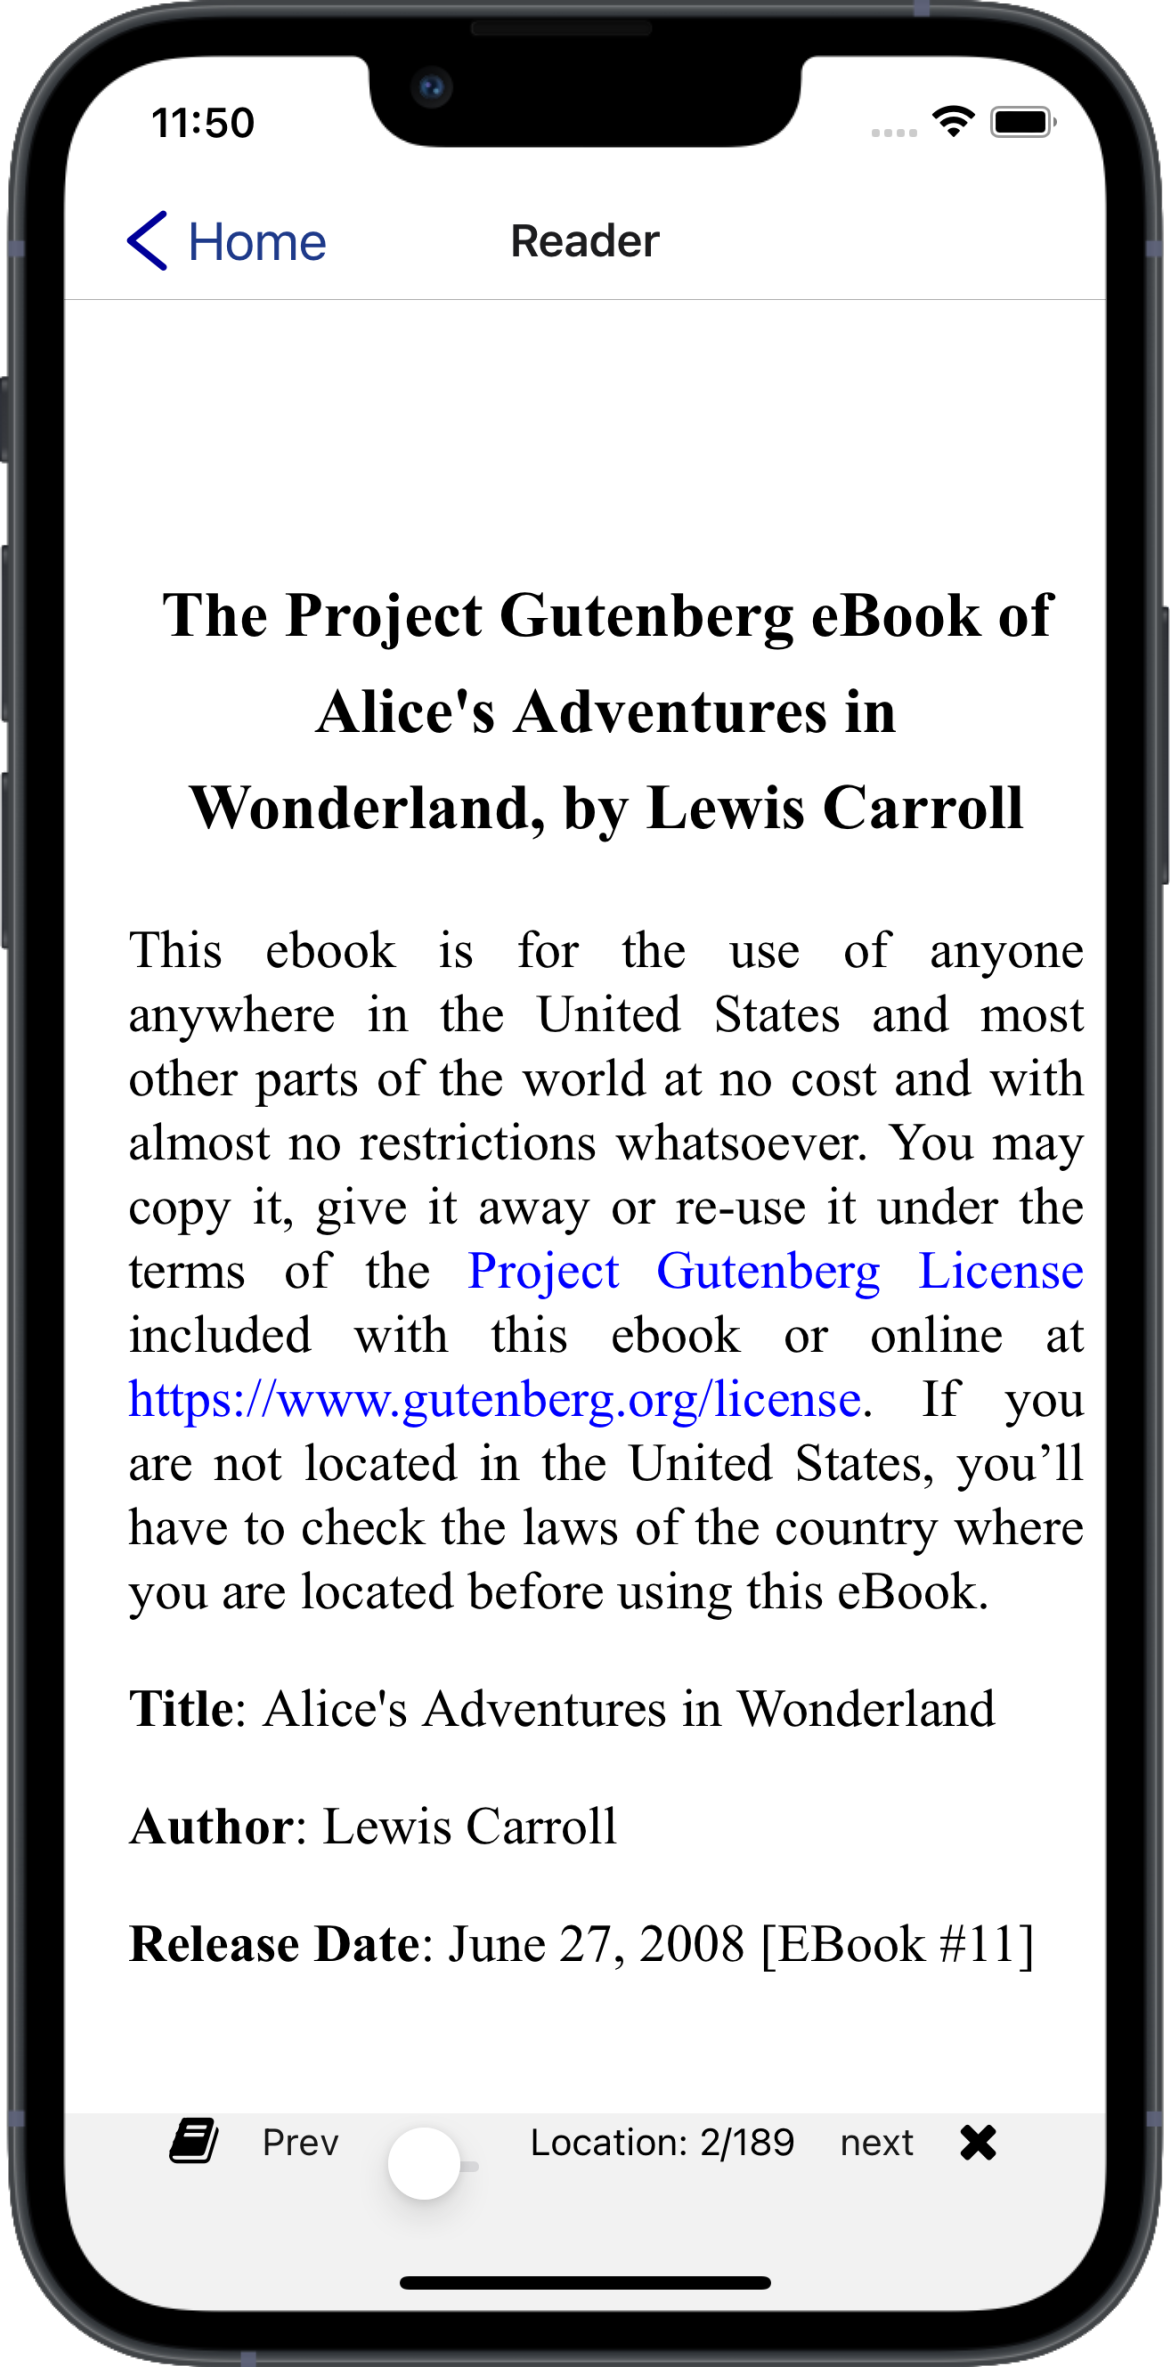 11:50
Home
Reader
The Project Gutenberg eBook of
Alice's Adventures in
Wonderland, by Lewis Carroll
This ebook is for the use of anyone
anywhere in the United States and most
other parts of the world at no cost and with
almost no restrictions whatsoever. You may
copy it, give it away or re-use it under the
terms of the Project Gutenberg License
included with this ebook or online at
https://www.gutenberg.org/license. If you
are not located in the United States, you’ll
have to check the laws of the country where
you are located before using this eBook.
Title: Alice's Adventures in Wonderland
Author: Lewis Carroll
Release Date: June 27, 2008 [EBook #11]
Prev
Location: 2/189
next